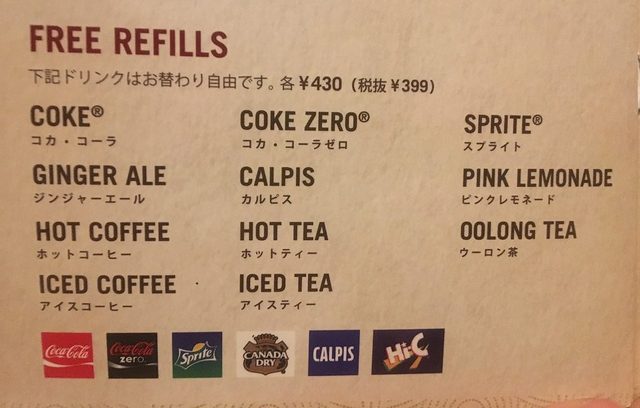 FREE REFILLS
下記ドリンクはお替わり自由です。各¥430（税抜¥399）
COKE® COKE ZERO® SPRITE®
コカ・コーラ コカ・コーラゼロ スプライト
GINGER ALE CALPIS PINK LEMONADE
ジンジャーエール カルピス ピンクレモネード
HOT COFFEE HOT TEA OOLONG TEA
ホットコーヒー ホットティー ウーロン茶
ICED COFFEE ICED TEA
アイスコーヒー アイスティー
Coca-Cola Coca-Cola zero Sprite CANADA DRY CALPIS Hi-C